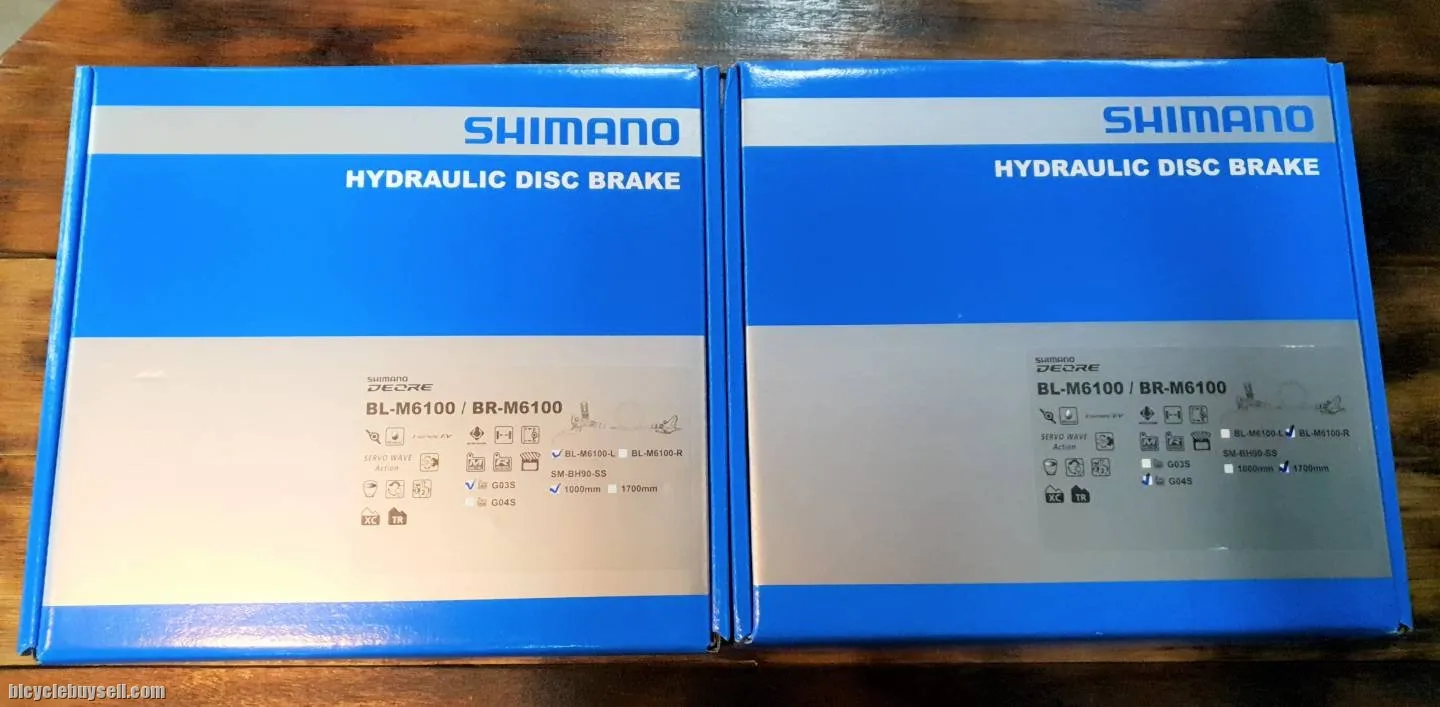 SHIMANO
HYDRAULIC DISC BRAKE
SHIMANO
DEORE
BL-M6100 / BR-M6100
SERVO WAVE
Action
BL-M6100-L BL-M6100-R
SM-BH90-SS
G03S
1000mm 1700mm
G04S
XC TR
SHIMANO
HYDRAULIC DISC BRAKE
SHIMANO
DEORE
BL-M6100 / BR-M6100
SERVO WAVE
Action
BL-M6100-L BL-M6100-R
SM-BH90-SS
G03S
1000mm 1700mm
G04S
XC TR
bicyclebuysell.com